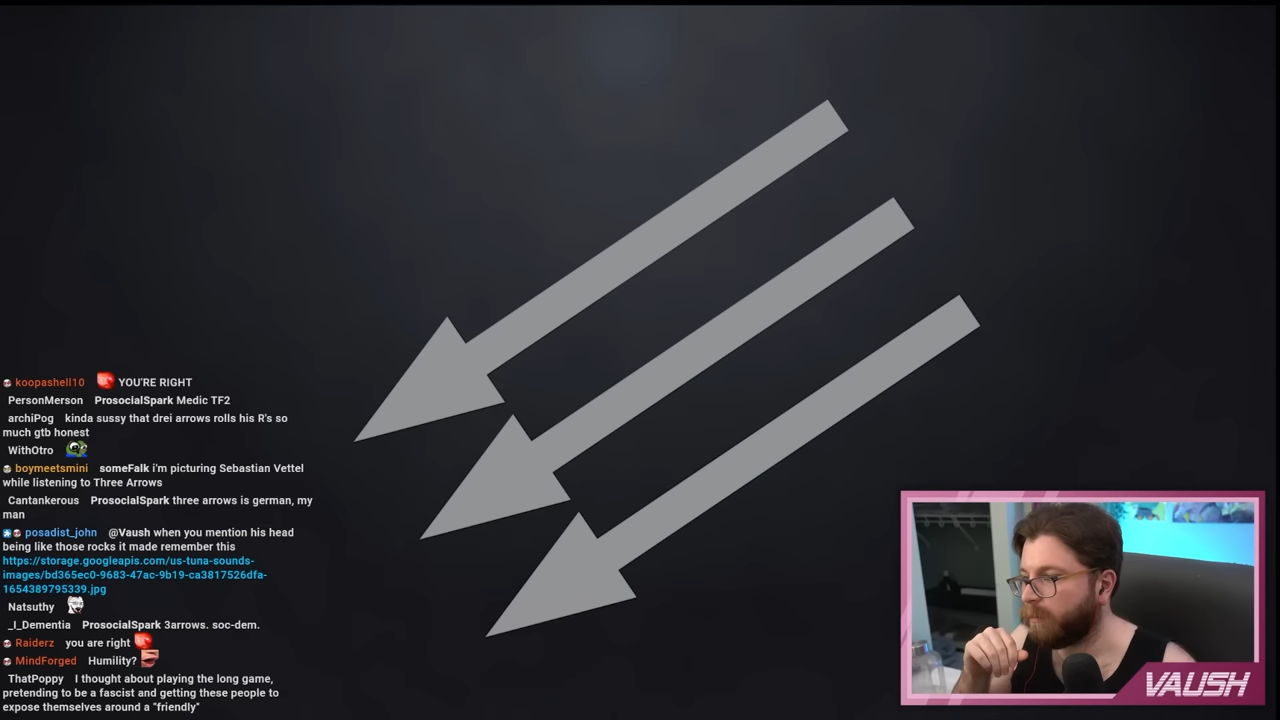 koopashell10 YOU'RE RIGHT
PersonMerson ProsocialSpark Medic TF2
archiPog kinda sussy that drei arrows rolls his R's so
much gtb honest
WithOtro
boymeetsmini someFalk i'm picturing Sebastian Vettel
while listening to Three Arrows
Cantankerous ProsocialSpark three arrows is german, my
man
posadist_john @Vaush when you mention his head
being like those rocks it made remember this
https://storage.googleapis.com/us-tuna-sounds-
images/bd365ec0-9683-47ac-9b19-ca3817526dfa-
1654389795339.jpg
Natsuthy
_I_Dementia ProsocialSpark 3arrows. soc-dem.
Raiderz you are right
MindForged Humility?
ThatPoppy I thought about playing the long game,
pretending to be a fascist and getting these people to
expose themselves around a "friendly"
VAUSH